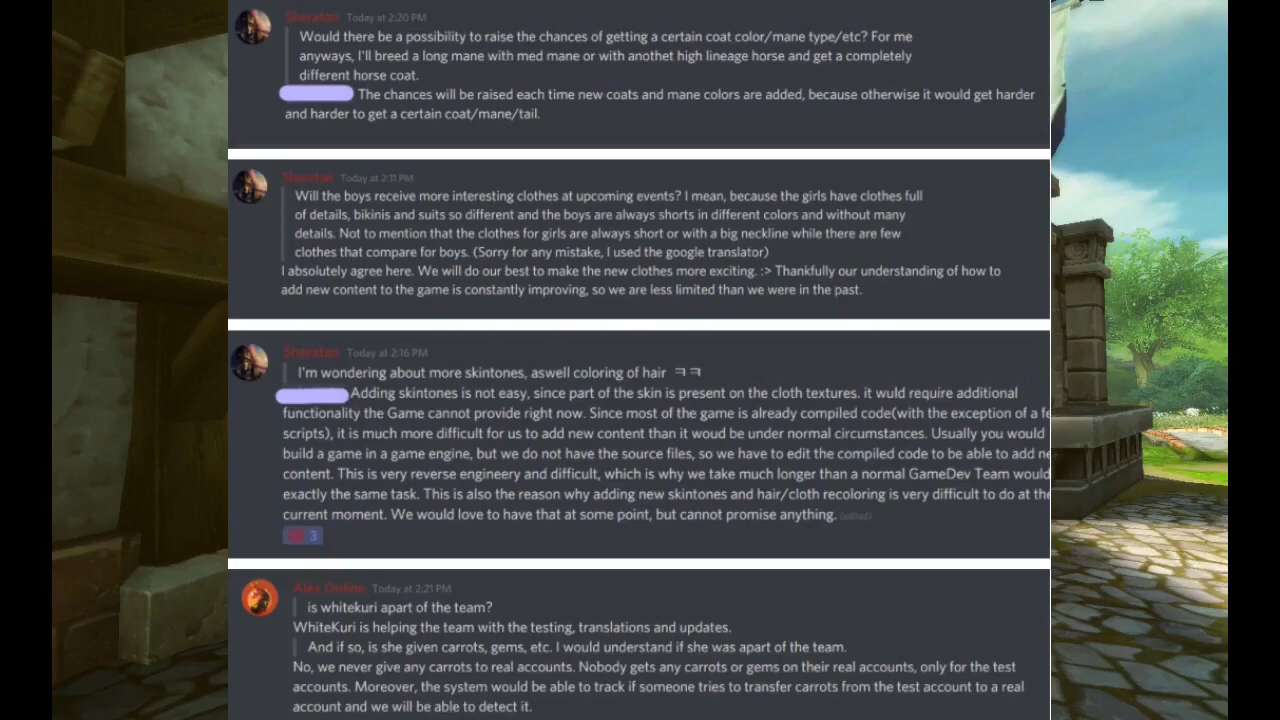 Sheratan Today at 2:20 PM
Would there be a possibility to raise the chances of getting a certain coat color/mane type/etc? For me
anyways, I'll breed a long mane with med mane or with anothet high lineage horse and get a completely
different horse coat.
The chances will be raised each time new coats and mane colors are added, because otherwise it would get harder
and harder to get a certain coat/mane/tail.
Sheratan Today at 2:11 PM
Will the boys receive more interesting clothes at upcoming events? I mean, because the girls have clothes full
of details, bikinis and suits so different and the boys are always shorts in different colors and without many
details. Not to mention that the clothes for girls are always short or with a big neckline while there are few
clothes that compare for boys. (Sorry for any mistake, I used the google translator)
I absolutely agree here. We will do our best to make the new clothes more exciting. :> Thankfully our understanding of how to
add new content to the game is constantly improving, so we are less limited than we were in the past.
Sheratan Today at 2:16 PM
I'm wondering about more skintones, aswell coloring of hair ㅋㅋ
Adding skintones is not easy, since part of the skin is present on the cloth textures. it wuld require additional
functionality the Game cannot provide right now. Since most of the game is already compiled code(with the exception of a fe
scripts), it is much more difficult for us to add new content than it woud be under normal circumstances. Usually you would
build a game in a game engine, but we do not have the source files, so we have to edit the compiled code to be able to add ne
content. This is very reverse engineery and difficult, which is why we take much longer than a normal GameDev Team would
exactly the same task. This is also the reason why adding new skintones and hair/cloth recoloring is very difficult to do at the
current moment. We would love to have that at some point, but cannot promise anything. (edited)
3
Alex Online Today at 2:21 PM
is whitekuri apart of the team?
WhiteKuri is helping the team with the testing, translations and updates.
And if so, is she given carrots, gems, etc. I would understand if she was apart of the team.
No, we never give any carrots to real accounts. Nobody gets any carrots or gems on their real accounts, only for the test
accounts. Moreover, the system would be able to track if someone tries to transfer carrots from the test account to a real
account and we will be able to detect it.